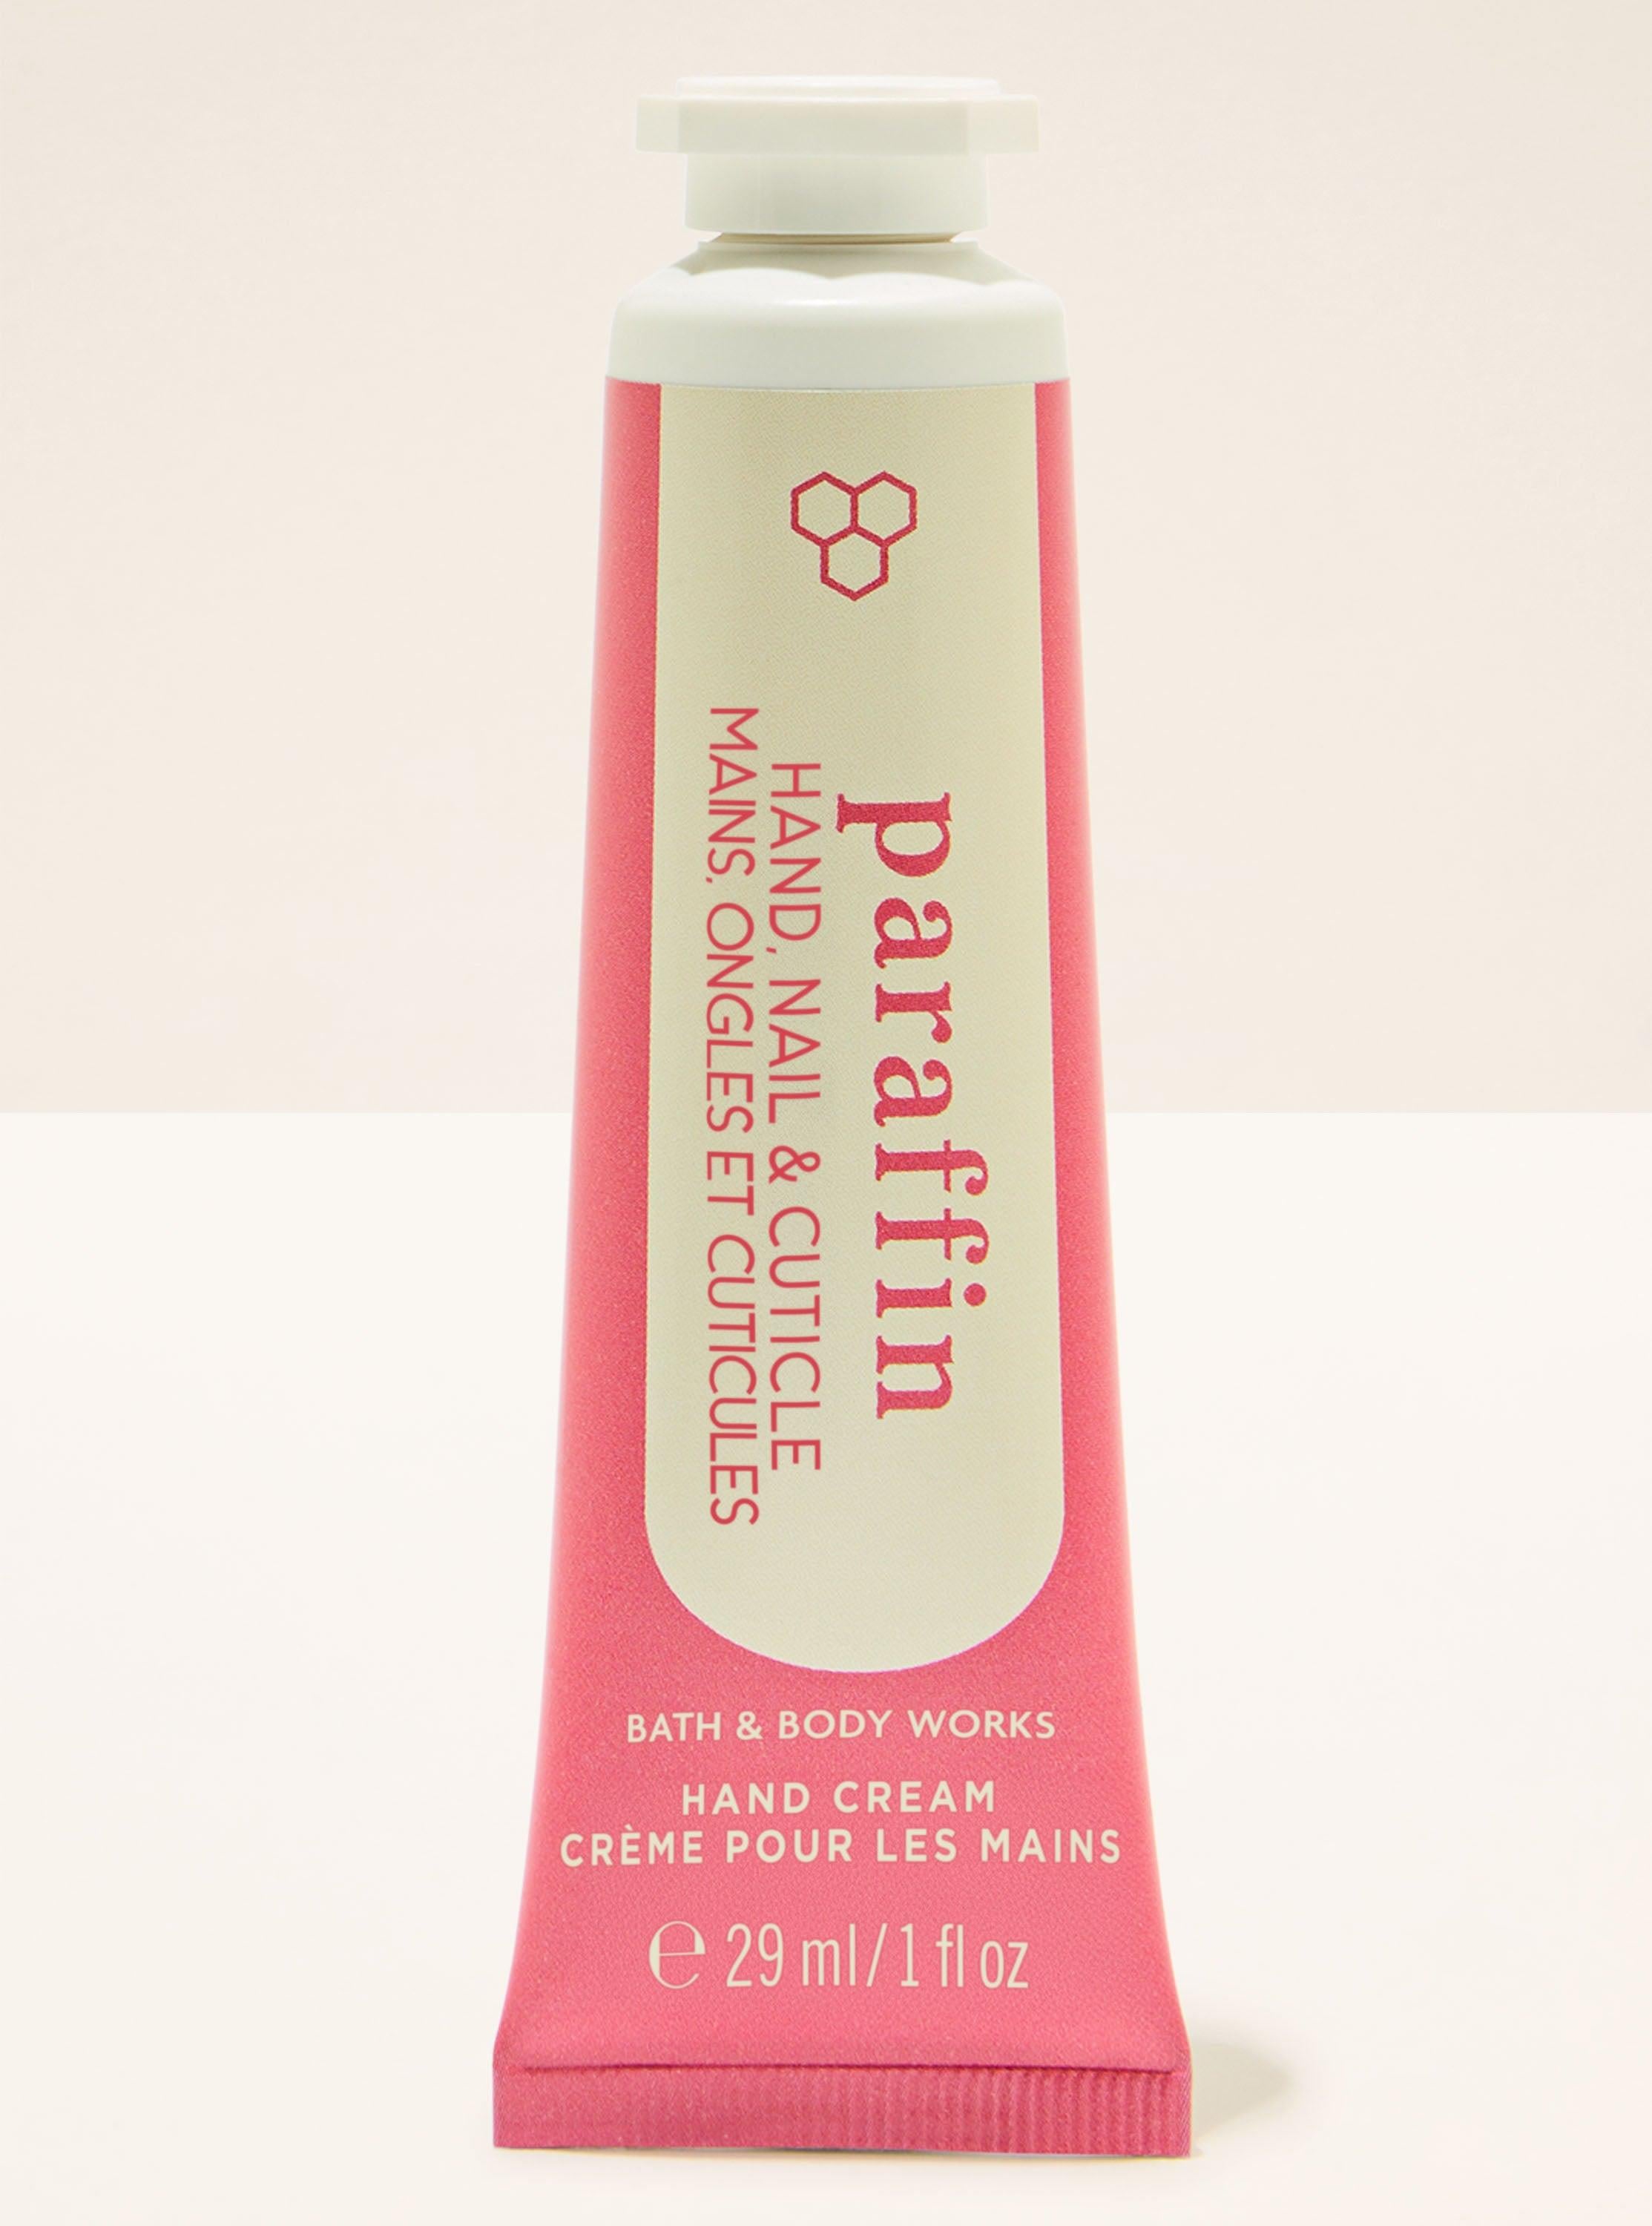 paraffin
HAND, NAIL & CUTICLE
MAINS, ONGLES ET CUTICULES
BATH & BODY WORKS
HAND CREAM
CRÈME POUR LES MAINS
℮ 29 ml/1 fl oz